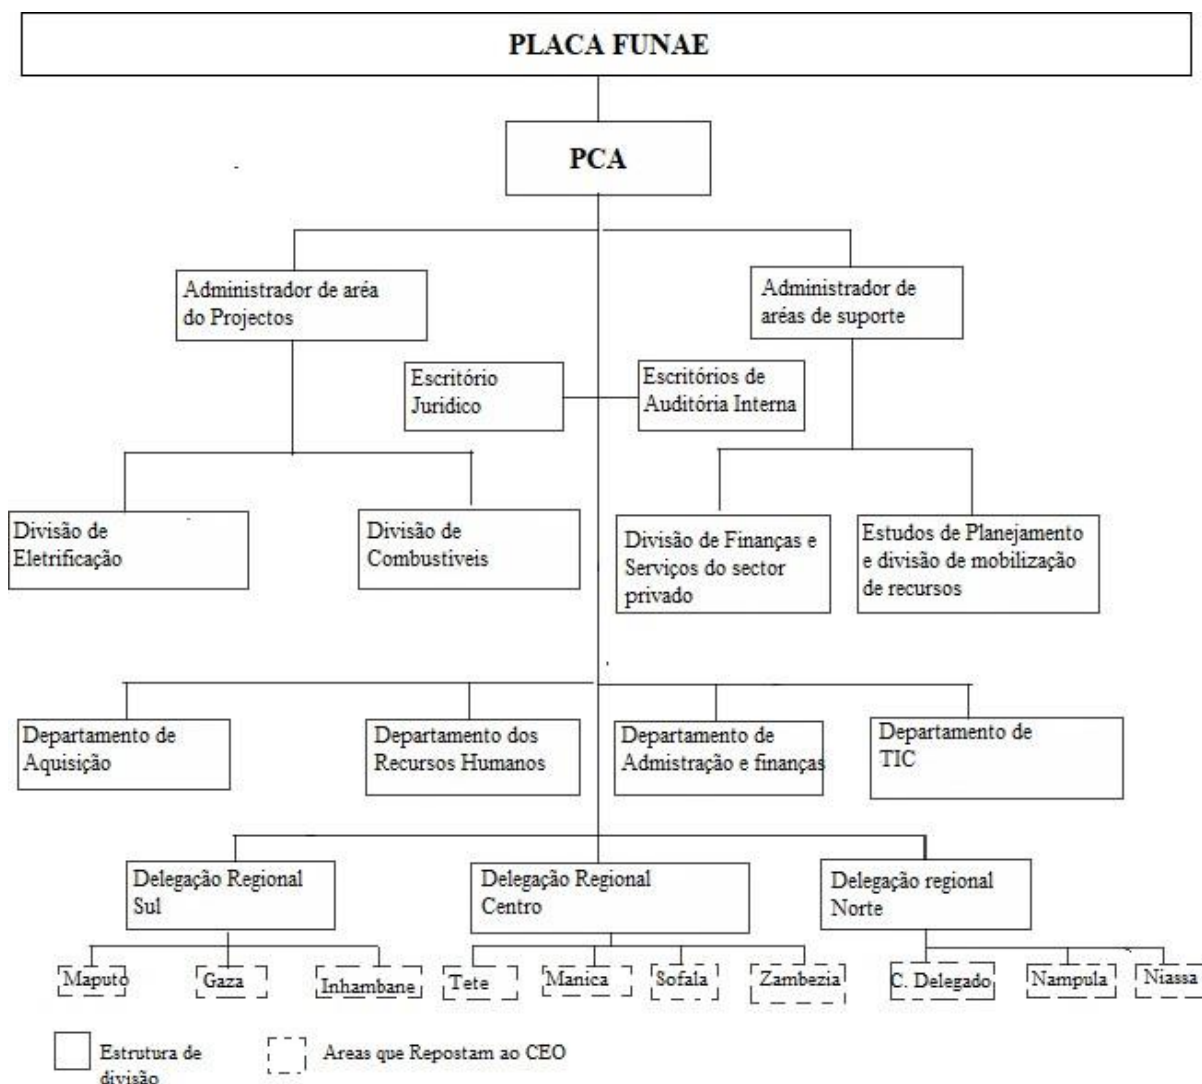 PLACA FUNAE
PCA
Administrador de aréa
do Projectos
Administrador de
aréas de suporte
Escritório
Jurídico
Escritórios de
Auditória Interna
Divisão de
Eletrificação
Divisão de
Combustíveis
Divisão de Finanças e
Serviços do sector
privado
Estudos de Planejamento
e divisão de mobilização
de recursos
Departamento de
Aquisição
Departamento dos
Recursos Humanos
Departamento de
Admistração e finanças
Departamento de
TIC
Delegação Regional
Sul
Delegação Regional
Centro
Delegação regional
Norte
Maputo
Gaza
Inhambane
Tete
Manica
Sofala
Zambezia
C. Delegado
Nampula
Niassa
Estrutura de
divisão
Areas que Repostam ao CEO